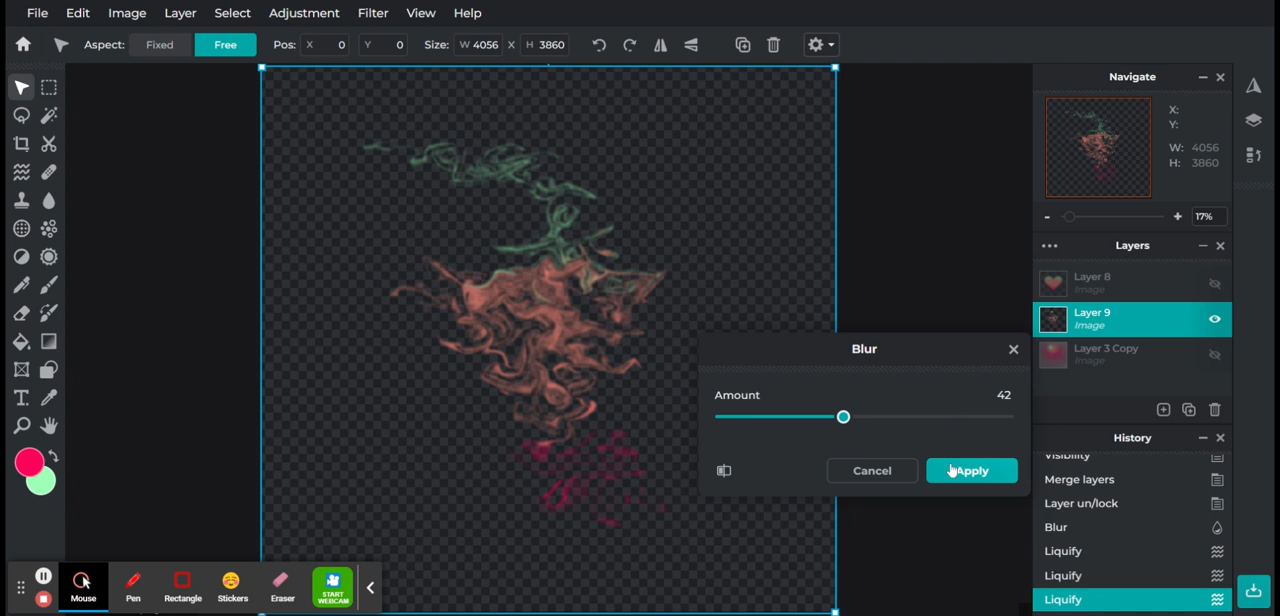 File Edit Image Layer Select Adjustment Filter View Help
Aspect: Fixed Free Pos: X 0 Y 0 Size: W 4056 X H 3860
Navigate
X:
Y:
W: 4056
H: 3860
- + 17%
Layers
Layer 8
Image
Layer 9
Image
Layer 3 Copy
Image
Blur
Amount 42
Cancel Apply
History
Visibility
Merge layers
Layer un/lock
Blur
Liquify
Liquify
Liquify
Mouse Pen Rectangle Stickers Eraser START
WEBCAM